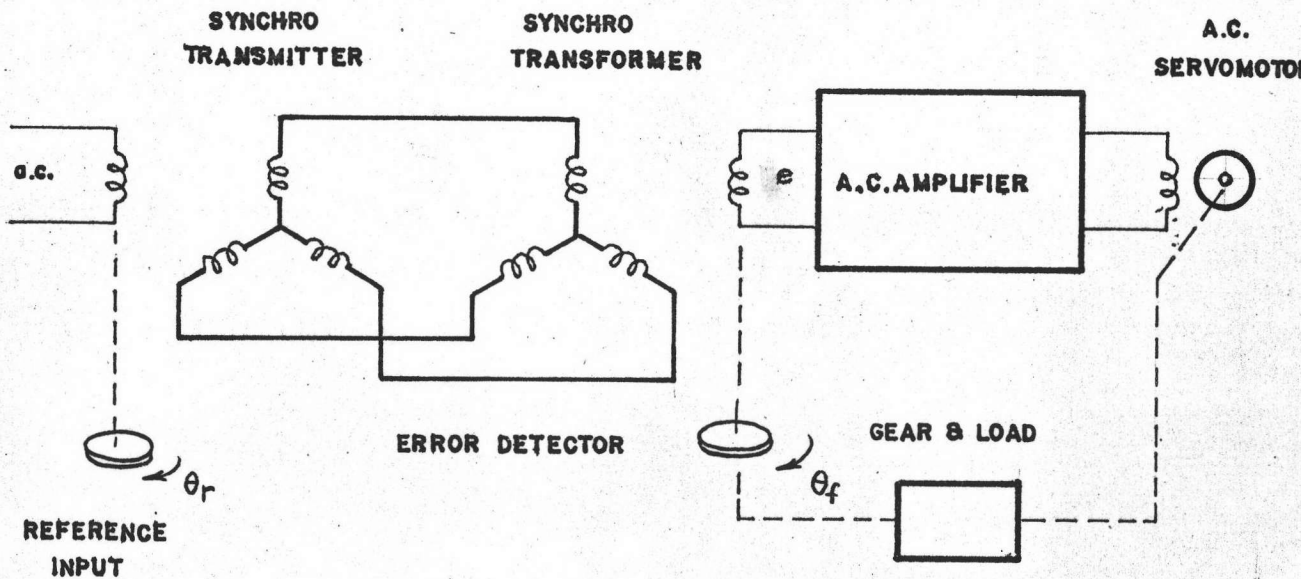 SYNCHRO
TRANSMITTER
SYNCHRO
TRANSFORMER
A.C.
SERVOMOTOR
a.c.
e
A.C. AMPLIFIER
ERROR DETECTOR
GEAR & LOAD
θr
θf
REFERENCE
INPUT